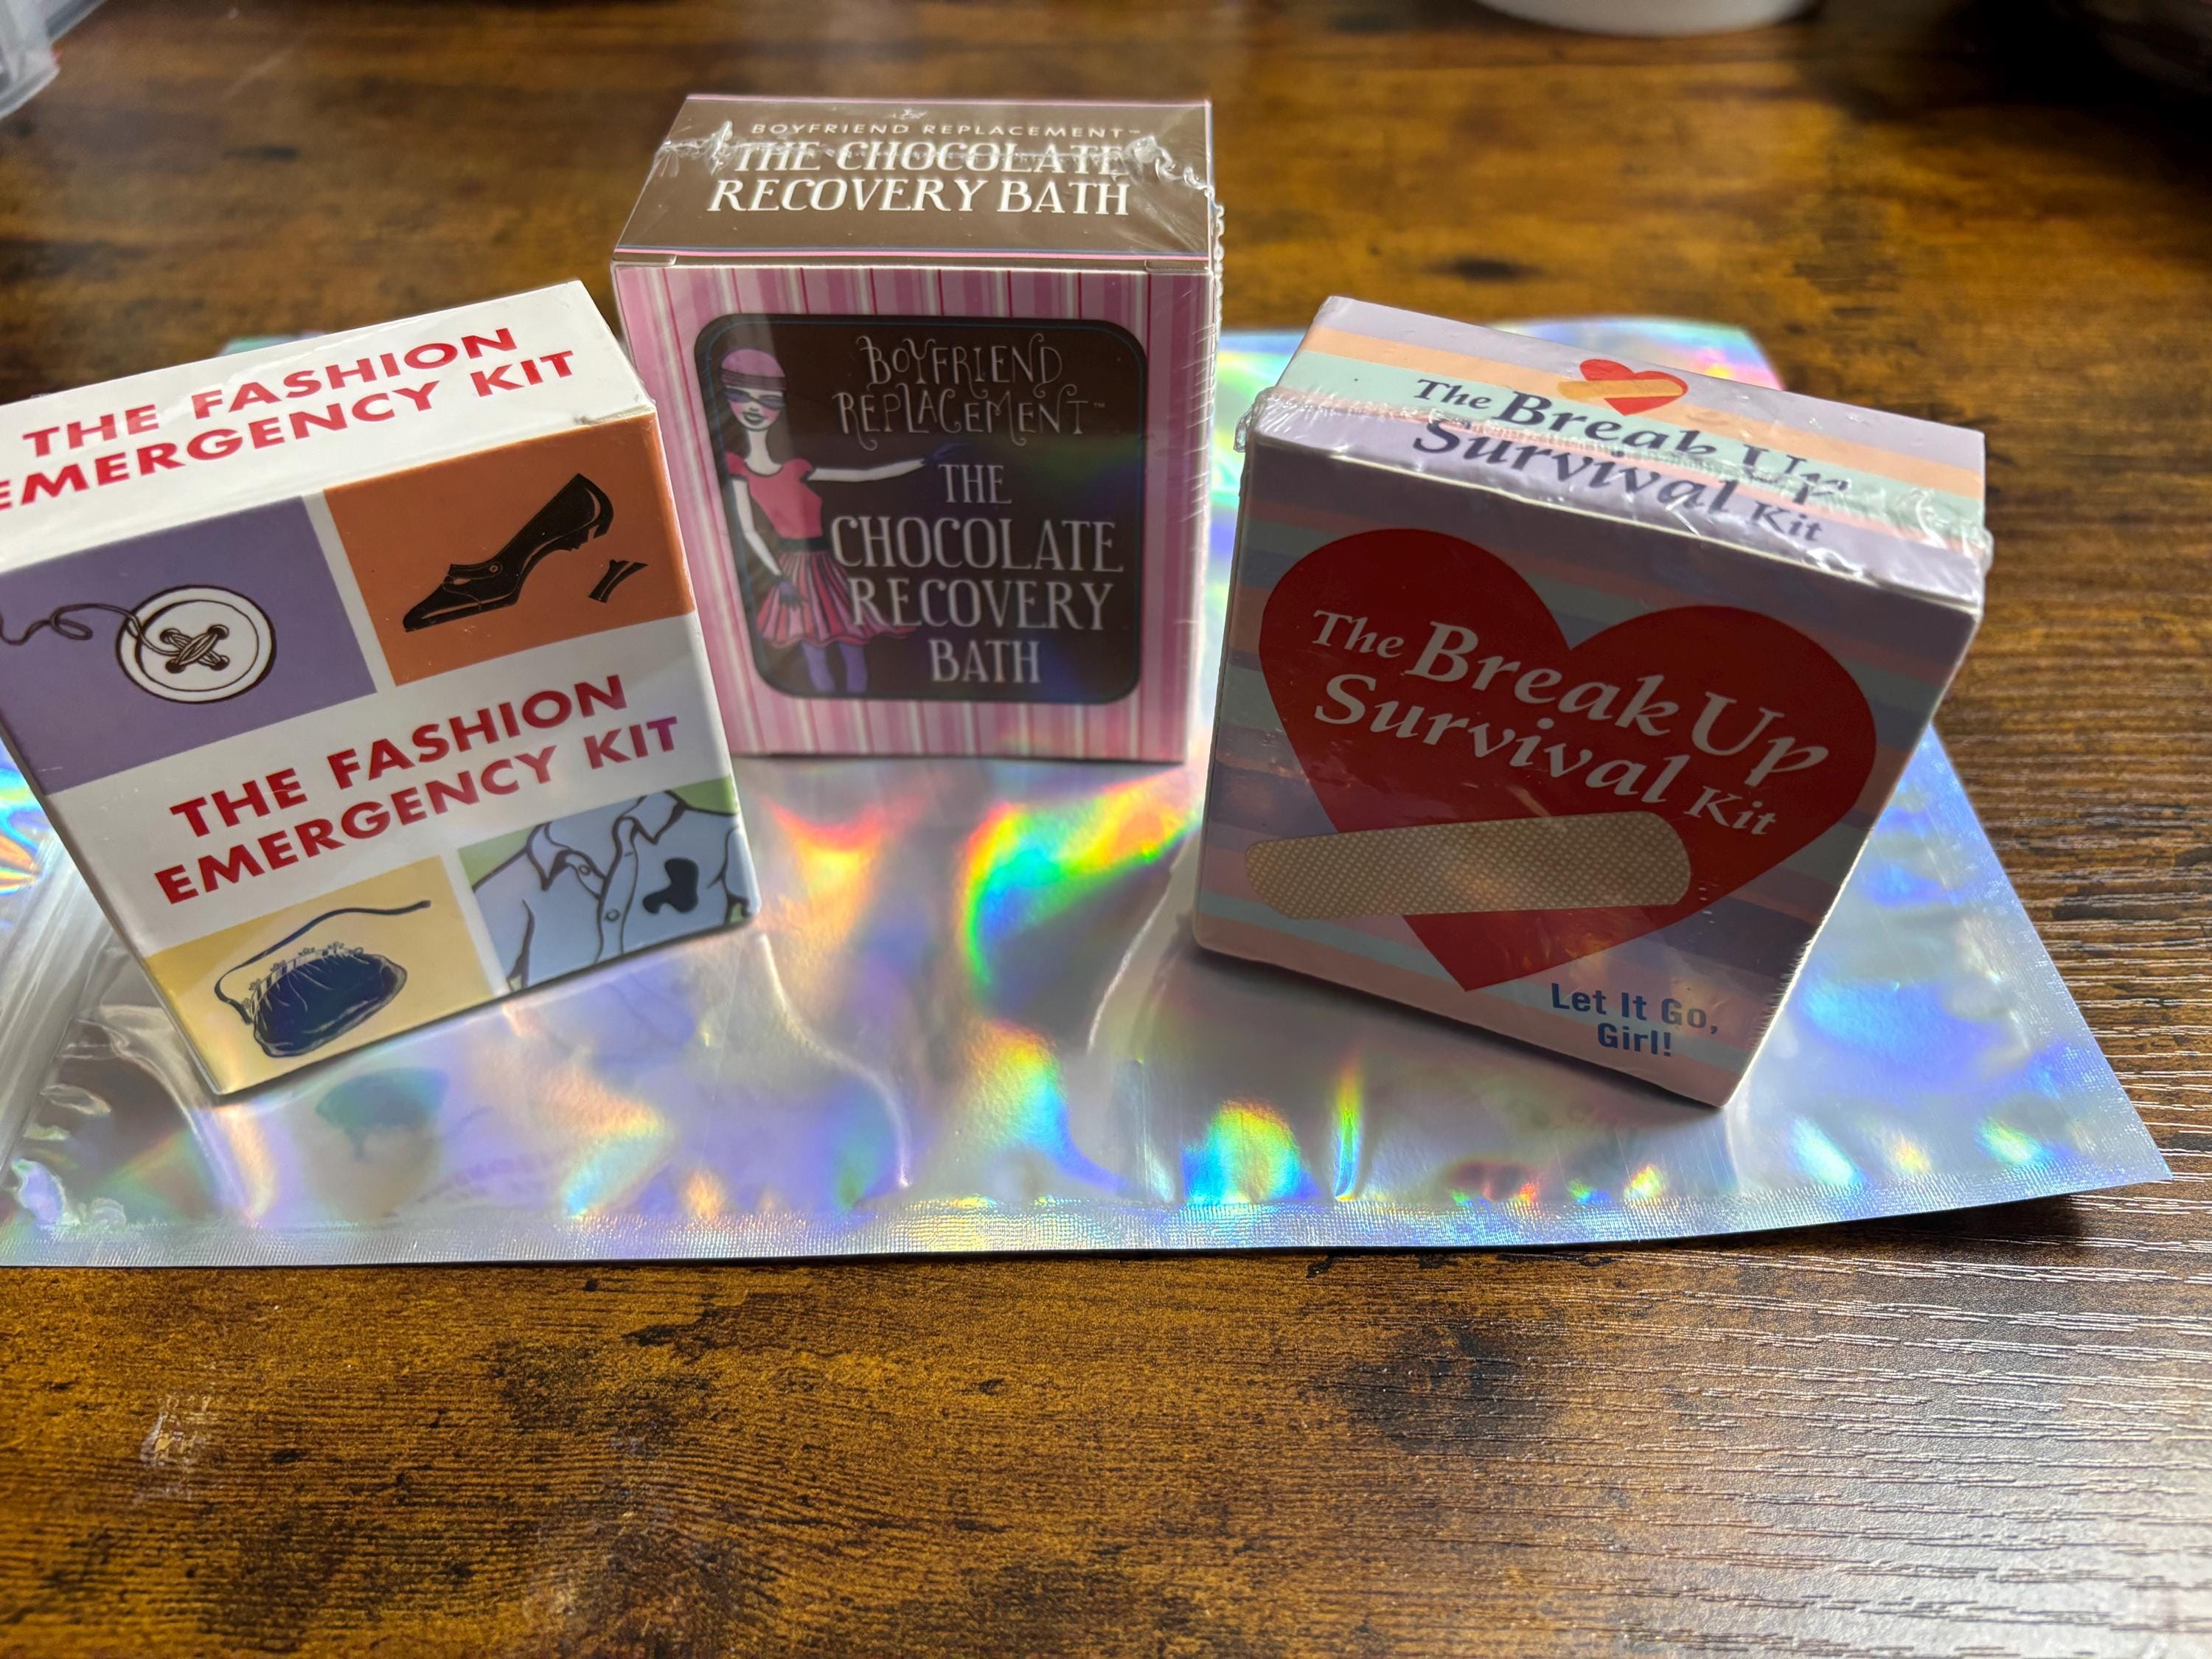 THE FASHION
EMERGENCY KIT
THE FASHION
EMERGENCY KIT
BOYFRIEND REPLACEMENT™
THE CHOCOLATE
RECOVERY BATH
BOYFRIEND
REPLACEMENT™
THE
CHOCOLATE
RECOVERY
BATH
The Break Up
Survival Kit
The Break Up
Survival Kit
Let It Go,
Girl!